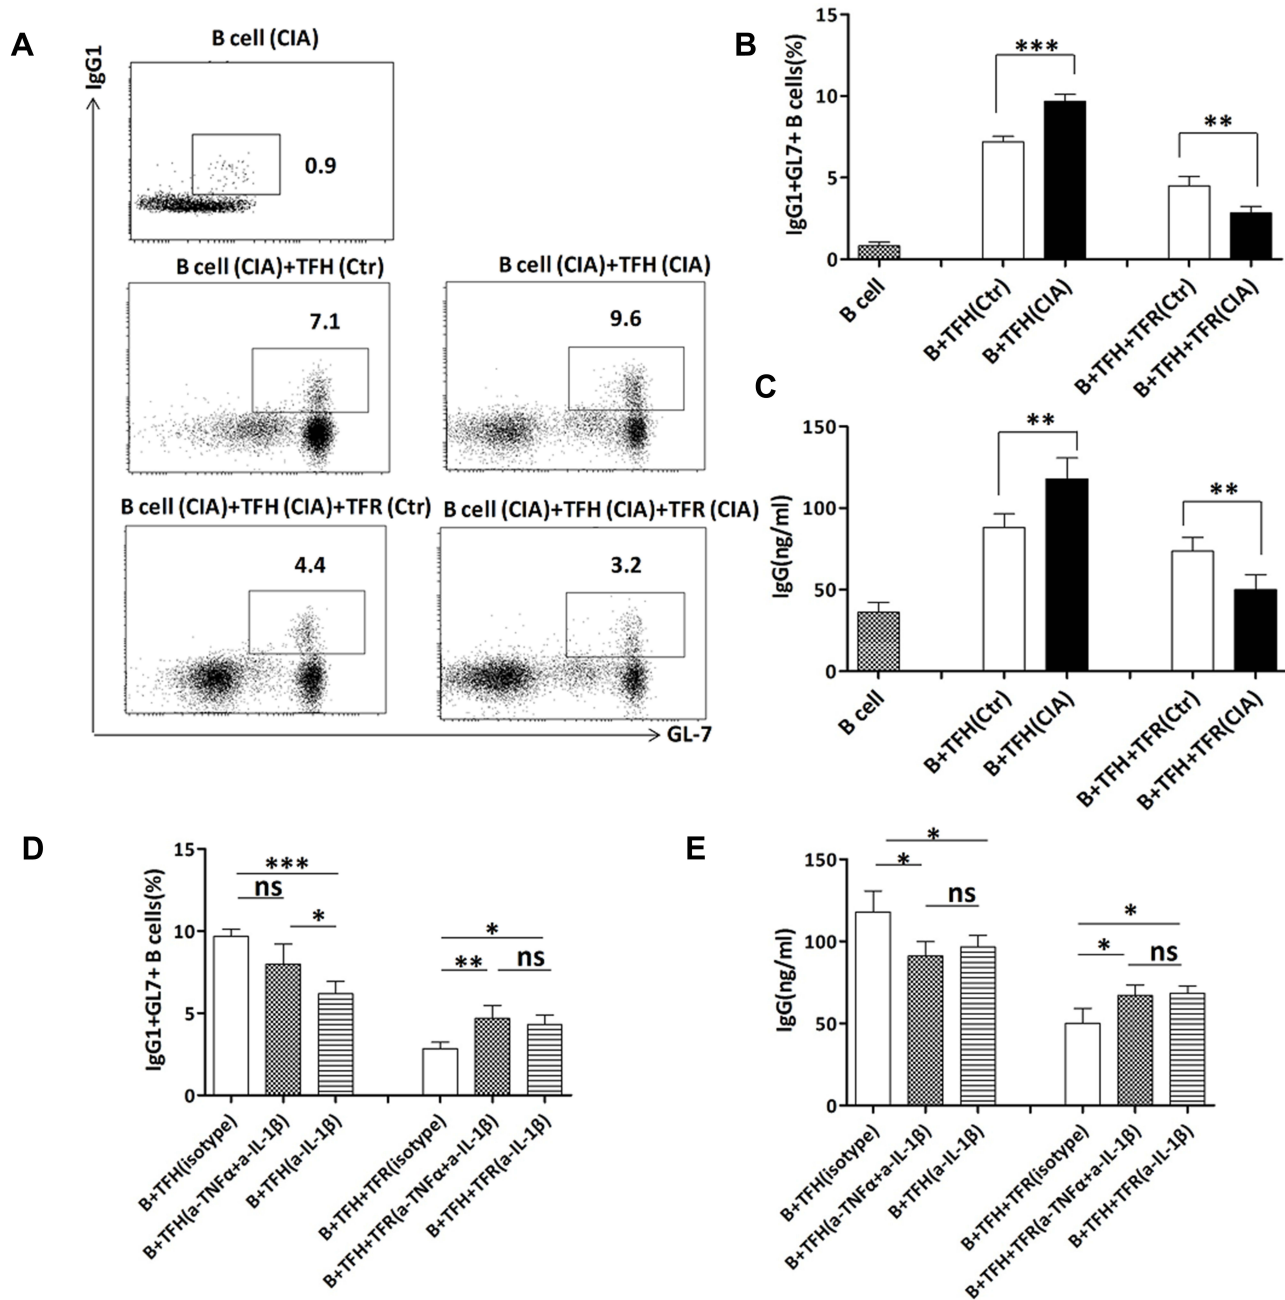 A
IgG1
B cell (CIA)
0.9
B cell (CIA)+TFH (Ctr)
7.1
B cell (CIA)+TFH (CIA)
9.6
B cell (CIA)+TFH (CIA)+TFR (Ctr)
4.4
B cell (CIA)+TFH (CIA)+TFR (CIA)
3.2
GL-7
B
IgG1+GL7+ B cells(%)
15
10
5
0
***
**
B cell
B+TFH(Ctr)
B+TFH(CIA)
B+TFH+TFR(Ctr)
B+TFH+TFR(CIA)
C
IgG(ng/ml)
150
100
50
0
**
**
B cell
B+TFH(Ctr)
B+TFH(CIA)
B+TFH+TFR(Ctr)
B+TFH+TFR(CIA)
D
IgG1+GL7+ B cells(%)
15
10
5
0
***
ns
*
*
**
ns
B+TFH(isotype)
B+TFH(a-TNFα+a-IL-1β)
B+TFH(a-IL-1β)
B+TFH+TFR(isotype)
B+TFH+TFR(a-TNFα+a-IL-1β)
B+TFH+TFR(a-IL-1β)
E
IgG(ng/ml)
150
100
50
0
*
*
ns
*
*
ns
B+TFH(isotype)
B+TFH(a-TNFα+a-IL-1β)
B+TFH(a-IL-1β)
B+TFH+TFR(isotype)
B+TFH+TFR(a-TNFα+a-IL-1β)
B+TFH+TFR(a-IL-1β)